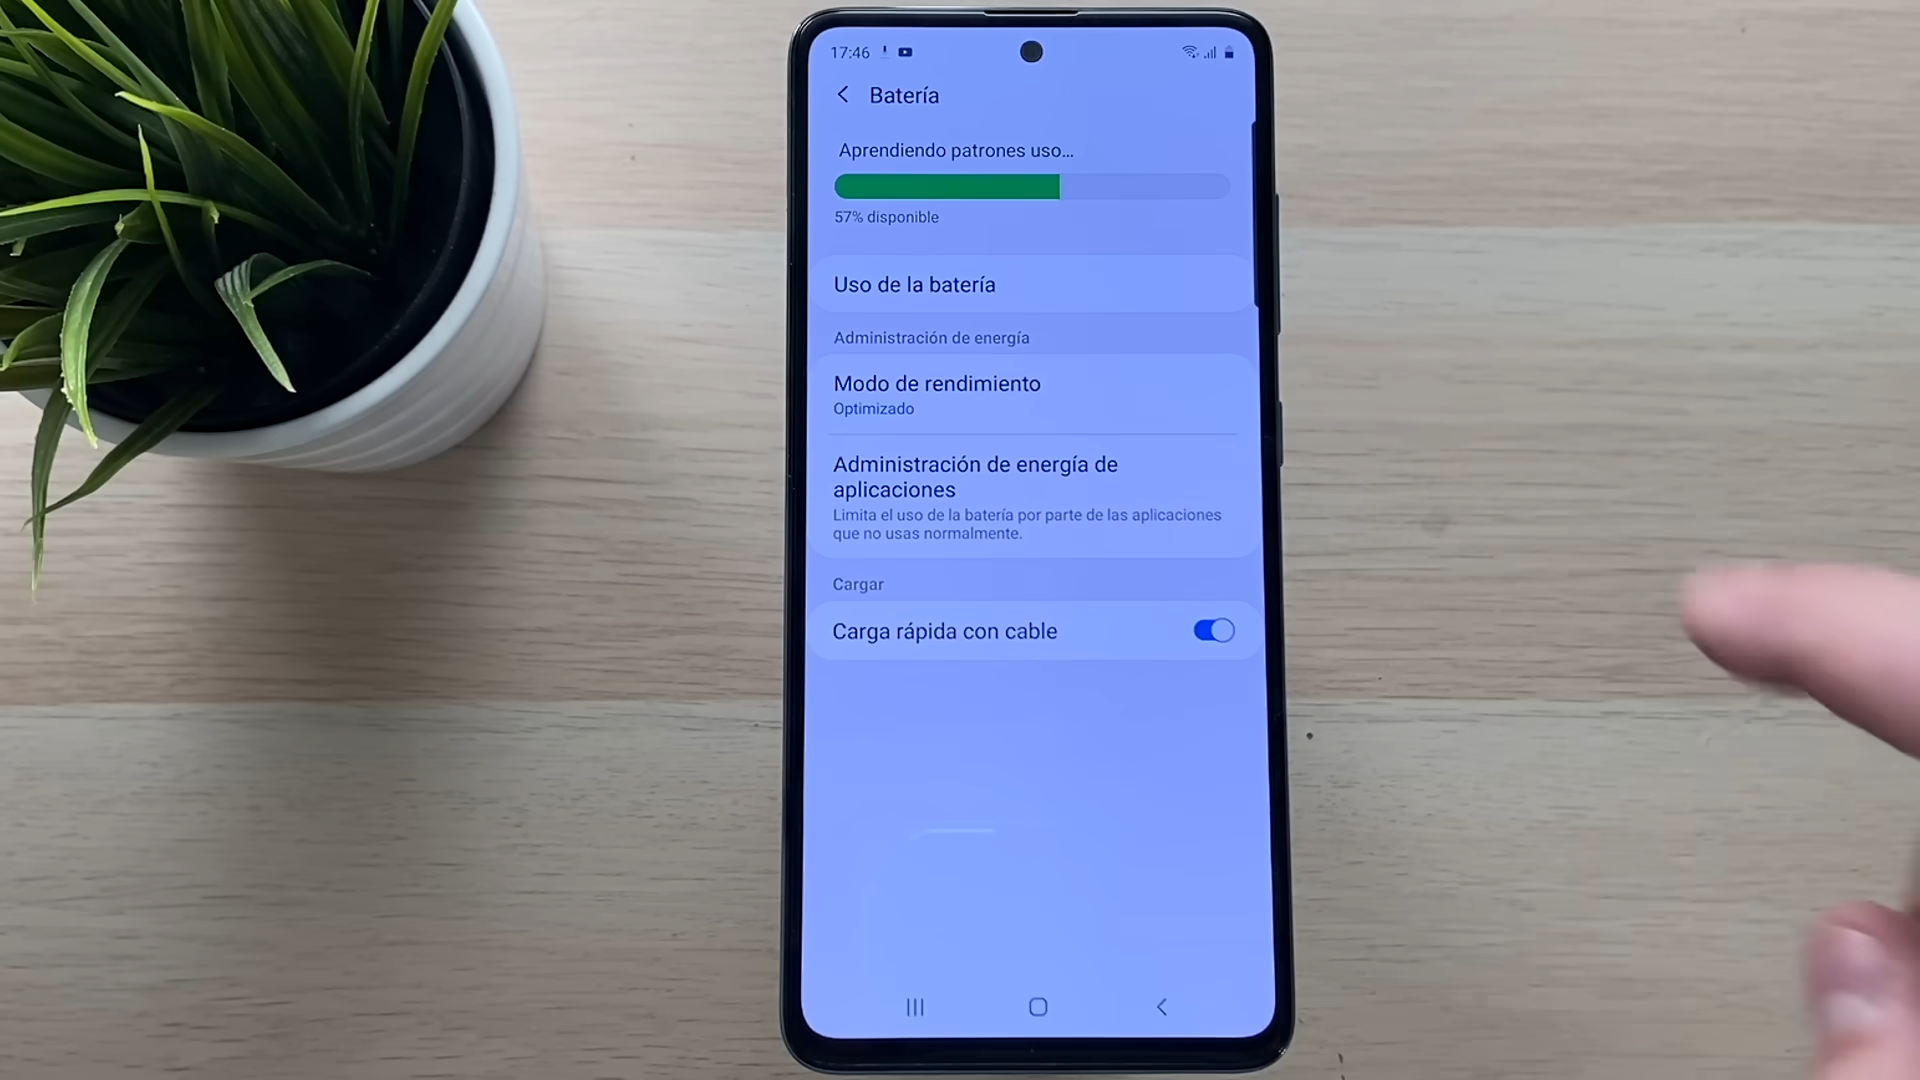 17:46
Batería
Aprendiendo patrones uso...
57% disponible
Uso de la batería
Administración de energía
Modo de rendimiento
Optimizado
Administración de energía de
aplicaciones
Limita el uso de la batería por parte de las aplicaciones
que no usas normalmente.
Cargar
Carga rápida con cable